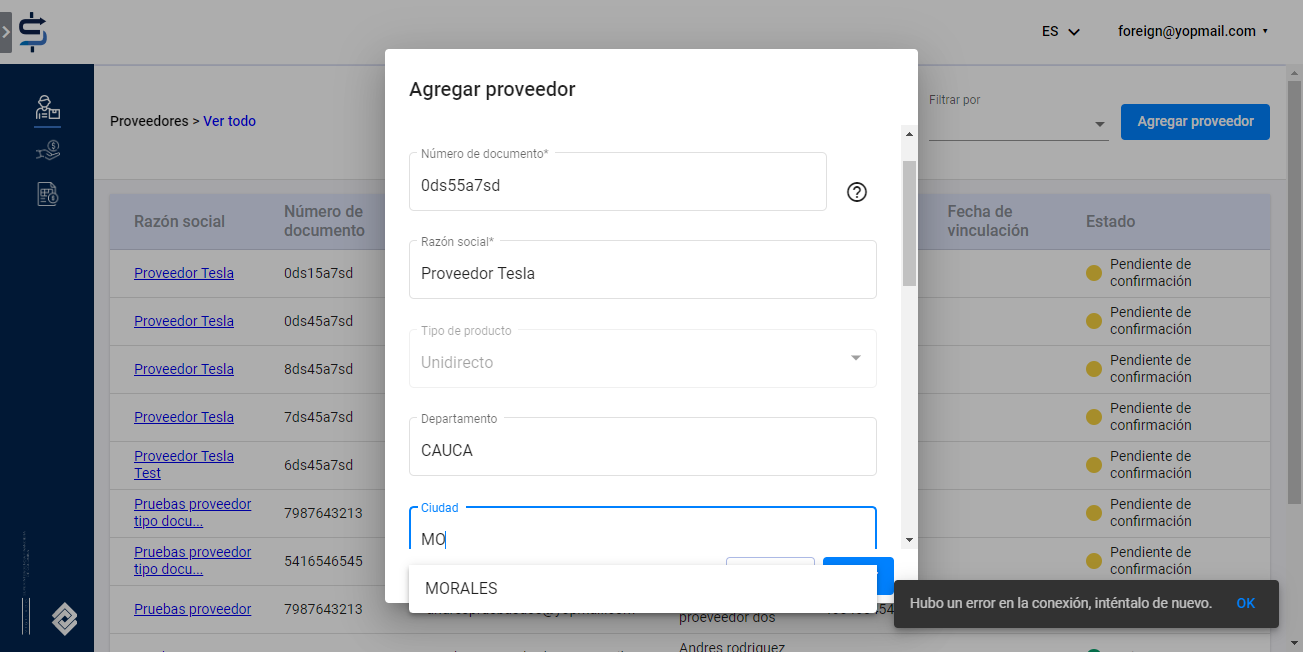 ES
foreign@yopmail.com
Agregar proveedor
Proveedores > Ver todo
Filtrar por
Agregar proveedor
Número de documento*
0ds55a7sd
Razón social*
Proveedor Tesla
Tipo de producto
Unidirecto
Departamento
CAUCA
Ciudad
MO
MORALES
Razón social
Número de
documento
Fecha de
vinculación
Estado
Proveedor Tesla
0ds15a7sd
Pendiente de
confirmación
Proveedor Tesla
0ds45a7sd
Pendiente de
confirmación
Proveedor Tesla
8ds45a7sd
Pendiente de
confirmación
Proveedor Tesla
7ds45a7sd
Pendiente de
confirmación
Proveedor Tesla
Test
6ds45a7sd
Pendiente de
confirmación
Pruebas proveedor
tipo docu...
7987643213
Pendiente de
confirmación
Pruebas proveedor
tipo docu...
5416546545
Pendiente de
confirmación
Pruebas proveedor
7987643213
proeveedor dos
Andres rodriguez
Hubo un error en la conexión, inténtalo de nuevo.
OK